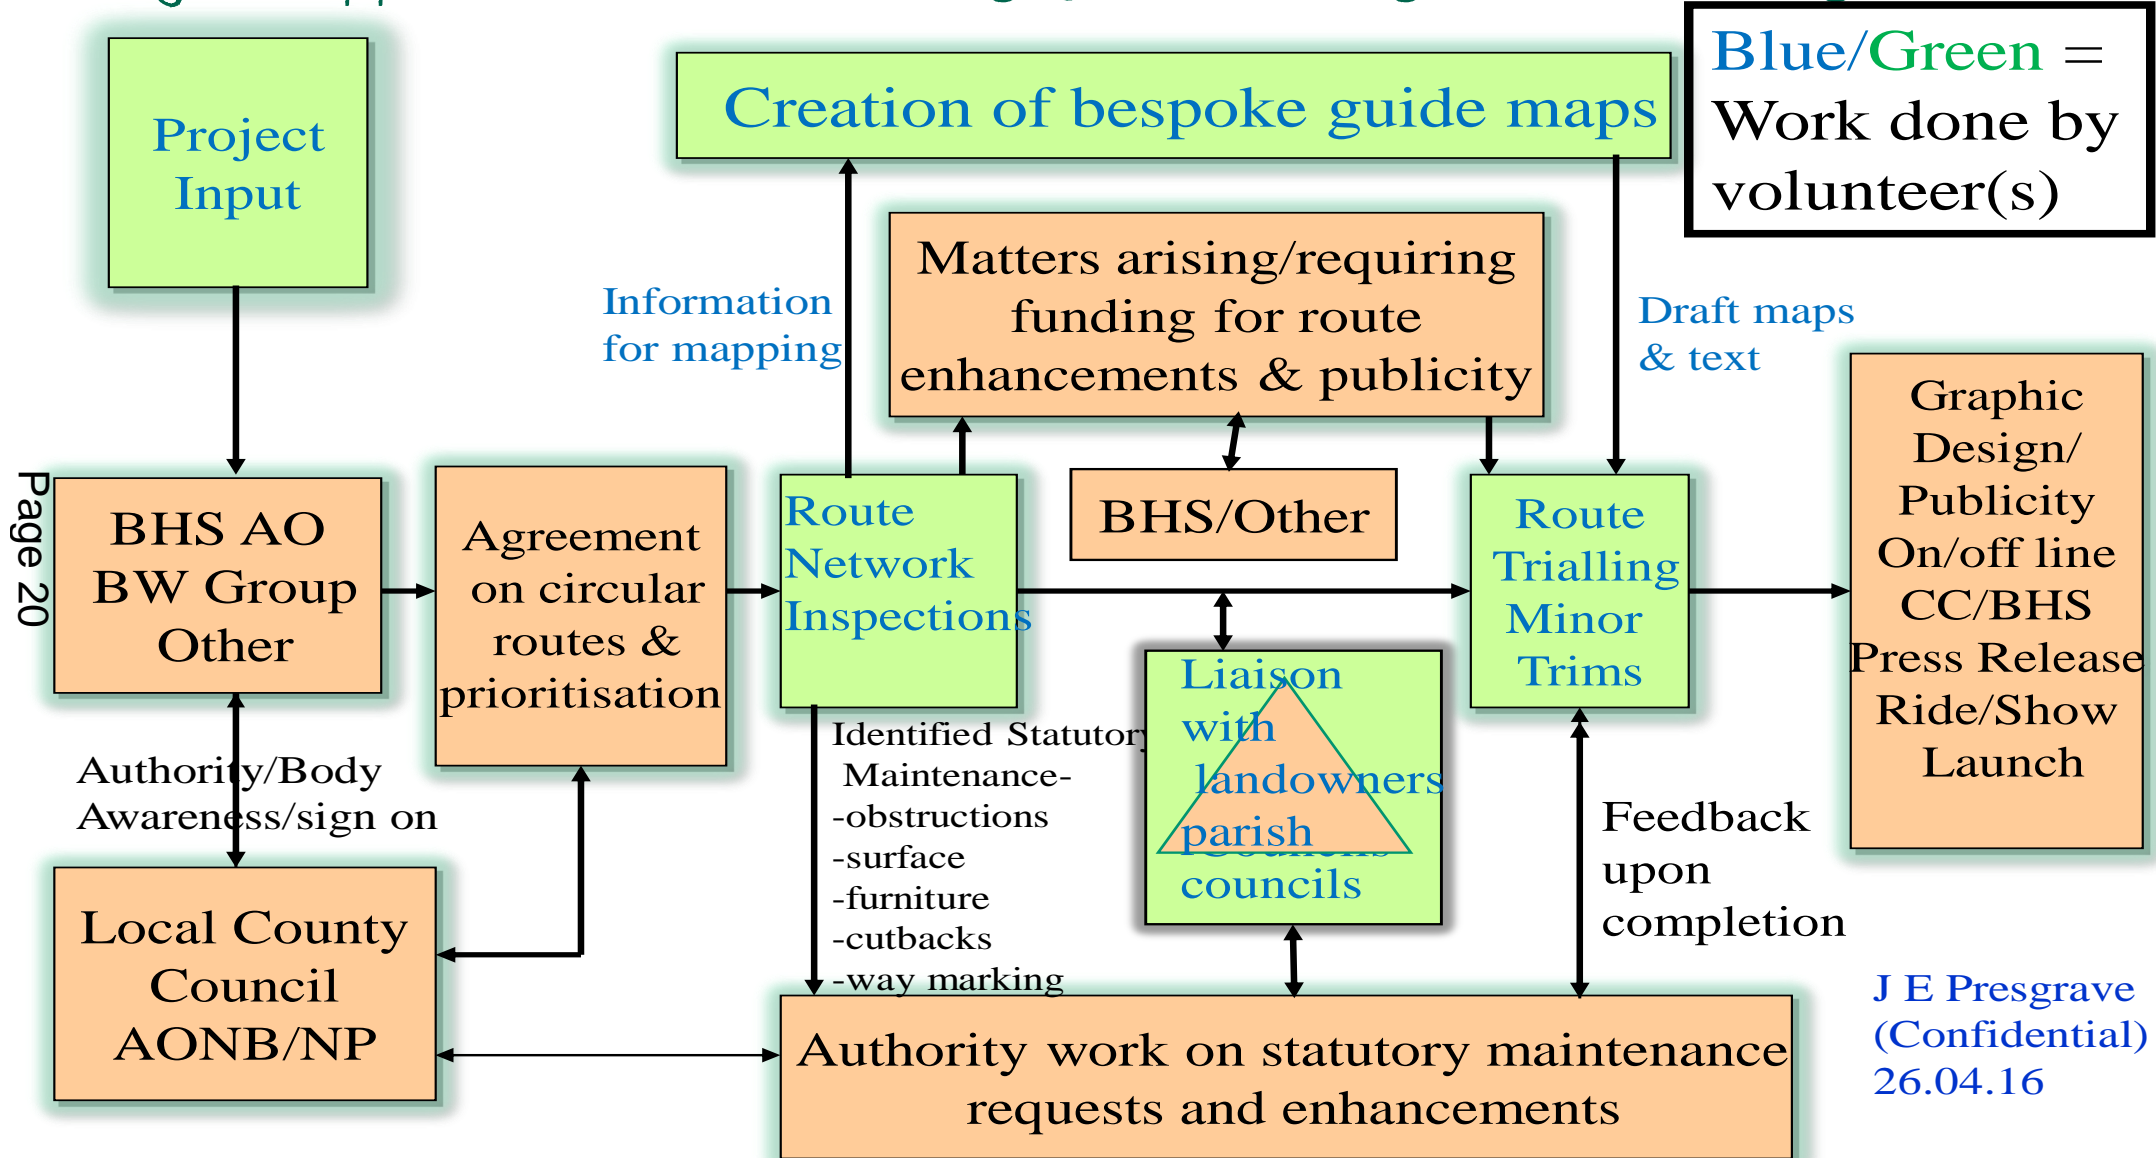 Blue/Green =
Work done by
volunteer(s)
Project
Input
Creation of bespoke guide maps
Matters arising/requiring
funding for route
enhancements & publicity
Information
for mapping
Draft maps
& text
Graphic
Design/
Publicity
On/off line
CC/BHS
Press Release
Ride/Show
Launch
Page 20
BHS AO
BW Group
Other
Agreement
on circular
routes &
prioritisation
Route
Network
Inspections
BHS/Other
Route
Trialling
Minor
Trims
Liaison
with
landowners
parish
councils
Identified Statutory
Maintenance-
-obstructions
-surface
-furniture
-cutbacks
-way marking
Authority/Body
Awareness/sign on
Feedback
upon
completion
Local County
Council
AONB/NP
Authority work on statutory maintenance
requests and enhancements
J E Presgrave
(Confidential)
26.04.16